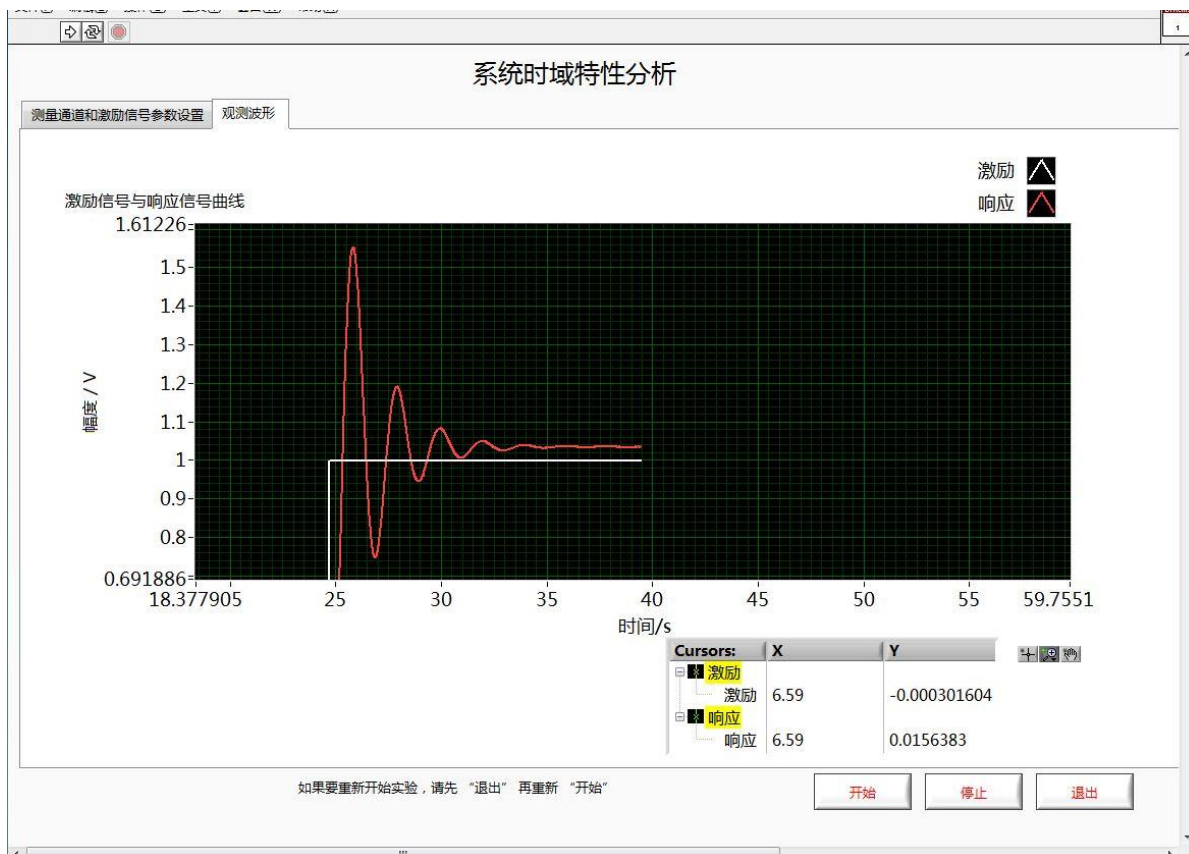 系统时域特性分析
测量通道和激励信号参数设置 观测波形
激励
激励信号与响应信号曲线
响应
1.61226
1.5
1.4
1.3
1.2
1.1
1
0.9
0.8
0.691886
幅度 / V
18.377905 25 30 35 40 45 50 55 59.7551
时间/s
Cursors: X Y
激励
激励 6.59 -0.000301604
响应
响应 6.59 0.0156383
如果要重新开始实验，请先 “退出” 再重新 “开始”
开始 停止 退出